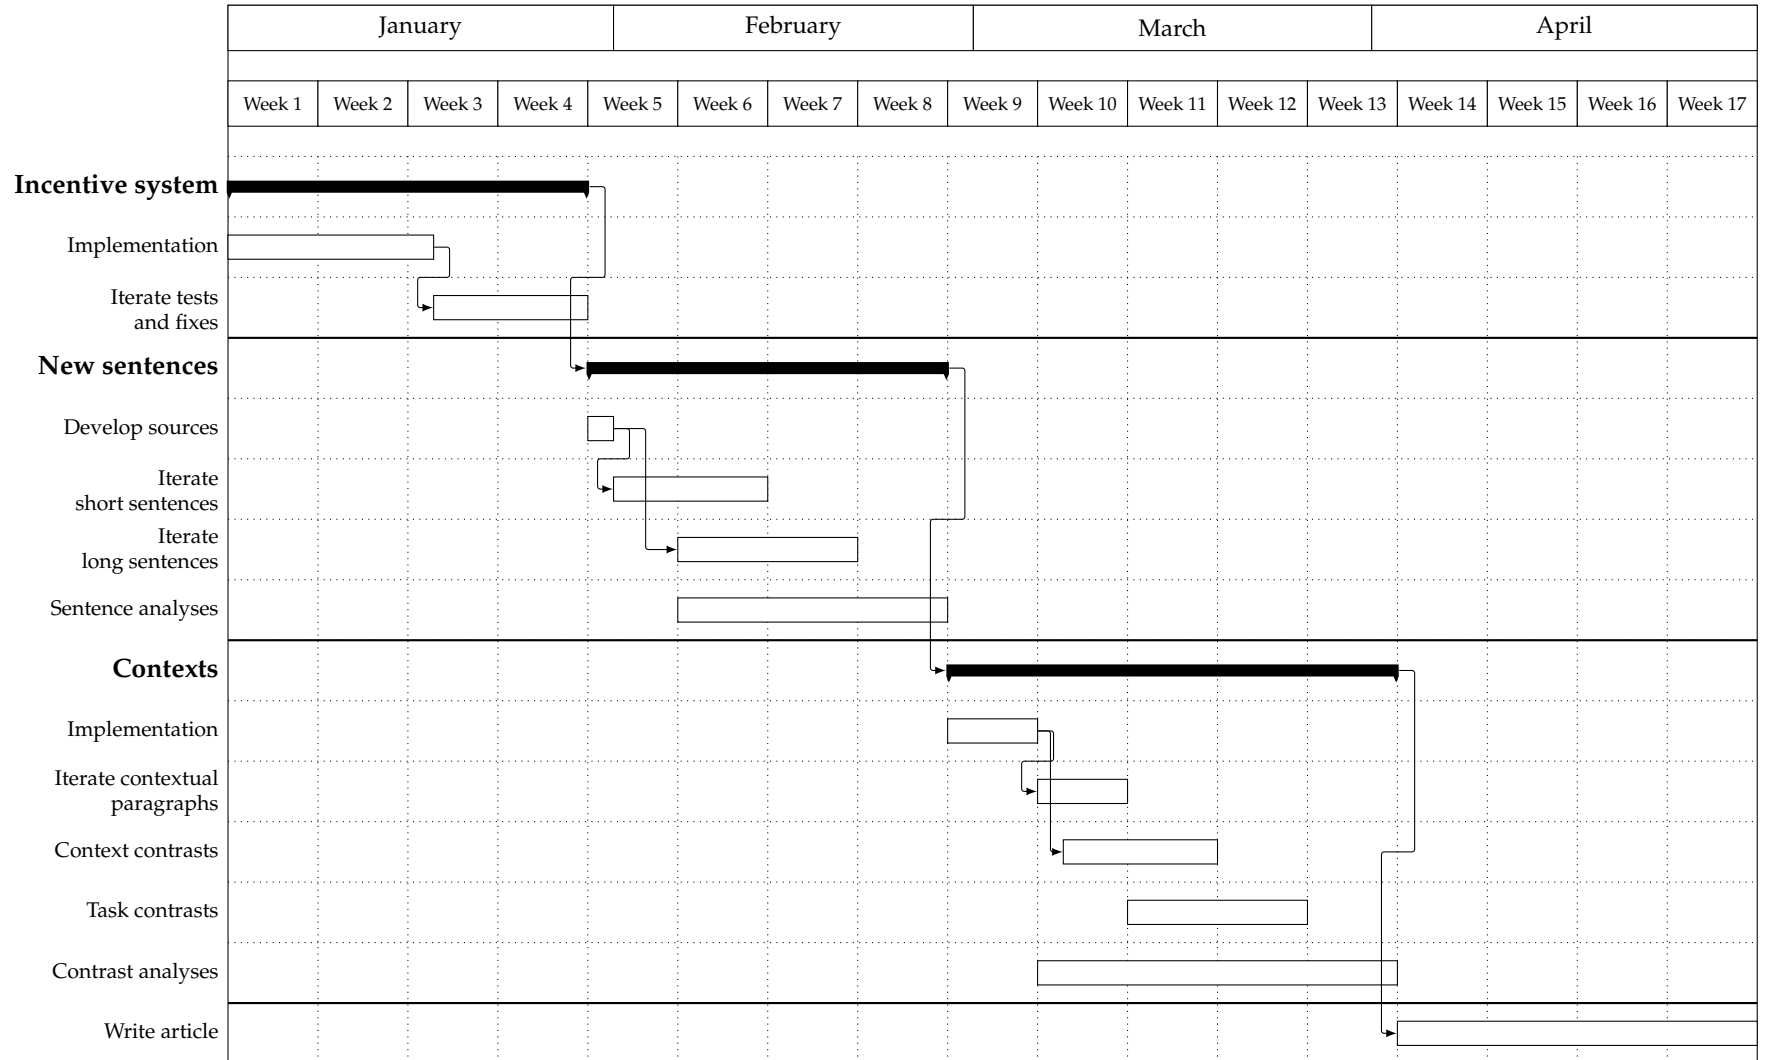 January February March April
Week 1 Week 2 Week 3 Week 4 Week 5 Week 6 Week 7 Week 8 Week 9 Week 10 Week 11 Week 12 Week 13 Week 14 Week 15 Week 16 Week 17
Incentive system
Implementation
Iterate tests
and fixes
New sentences
Develop sources
Iterate
short sentences
Iterate
long sentences
Sentence analyses
Contexts
Implementation
Iterate contextual
paragraphs
Context contrasts
Task contrasts
Contrast analyses
Write article